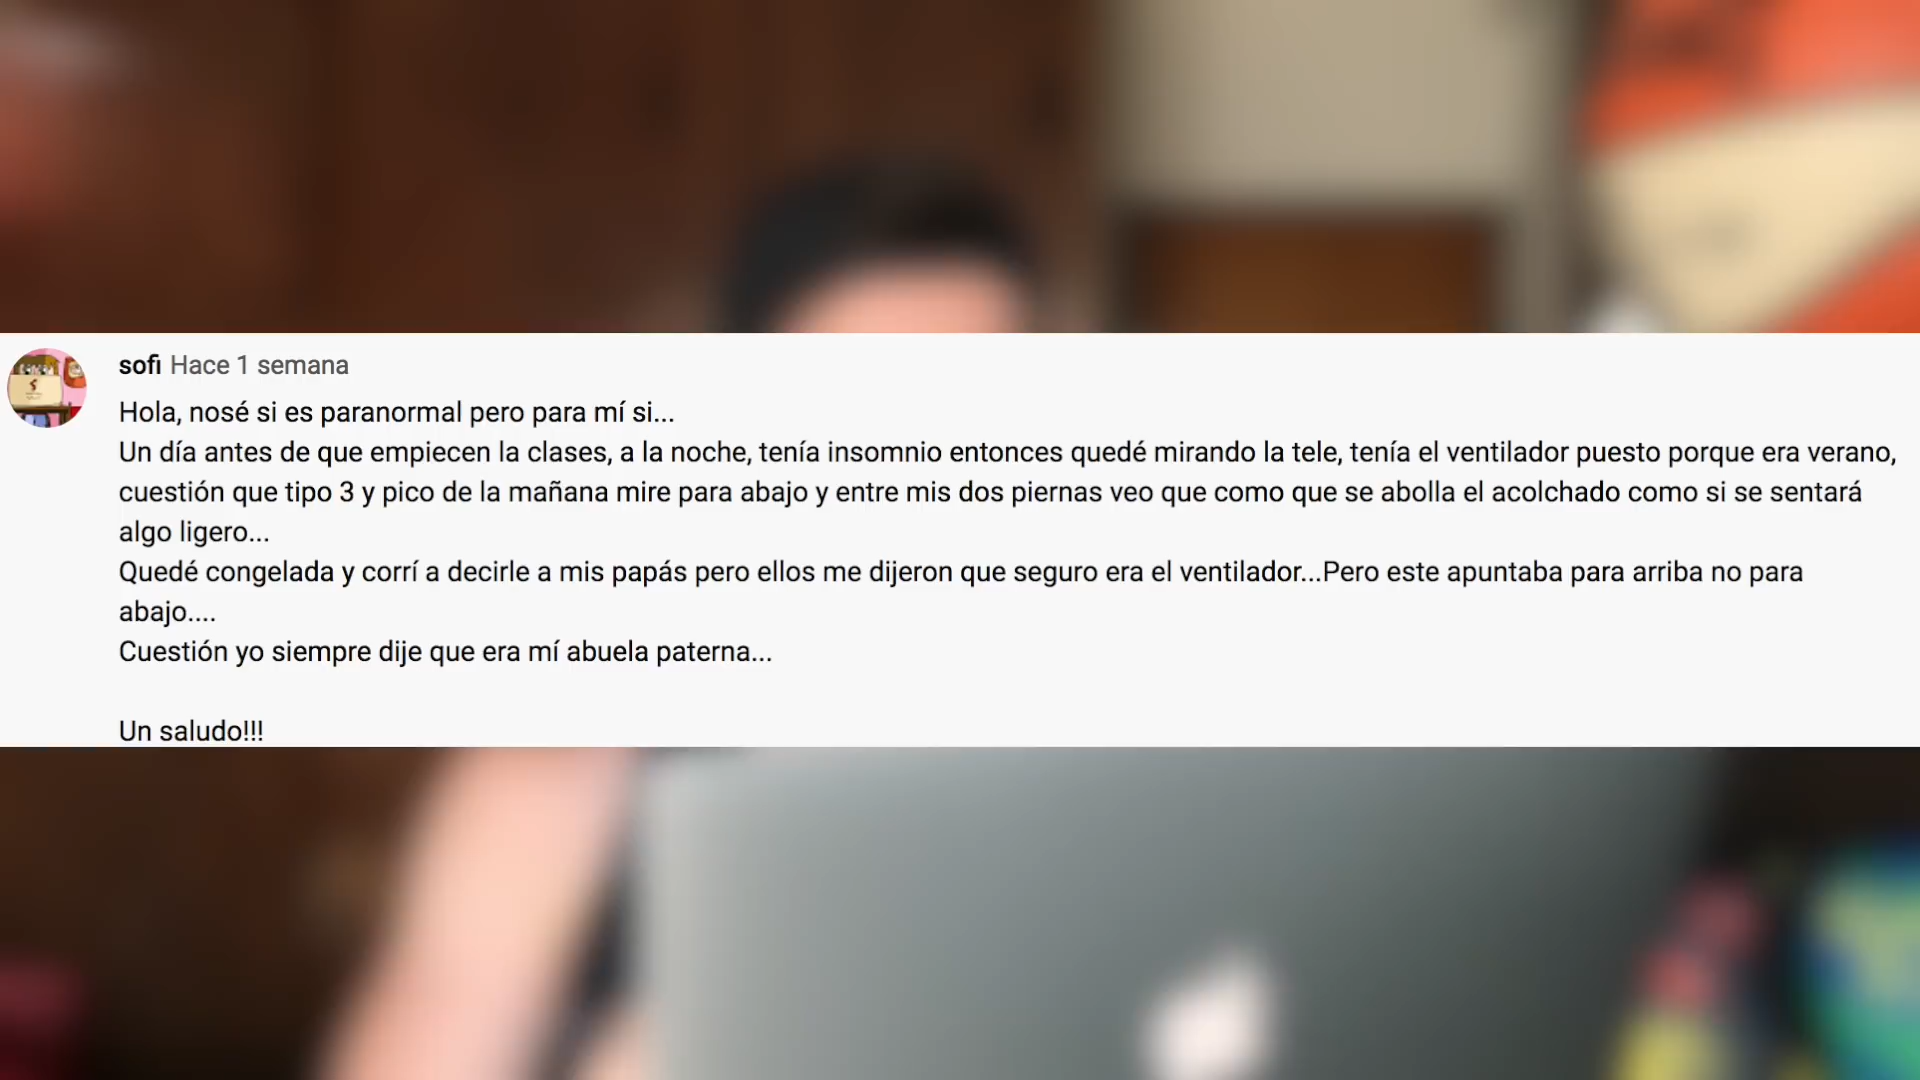 sofi Hace 1 semana
Hola, nosé si es paranormal pero para mí si...
Un día antes de que empiecen la clases, a la noche, tenía insomnio entonces quedé mirando la tele, tenía el ventilador puesto porque era verano,
cuestión que tipo 3 y pico de la mañana mire para abajo y entre mis dos piernas veo que como que se abolla el acolchado como si se sentará
algo ligero...
Quedé congelada y corrí a decirle a mis papás pero ellos me dijeron que seguro era el ventilador...Pero este apuntaba para arriba no para
abajo....
Cuestión yo siempre dije que era mí abuela paterna...
Un saludo!!!